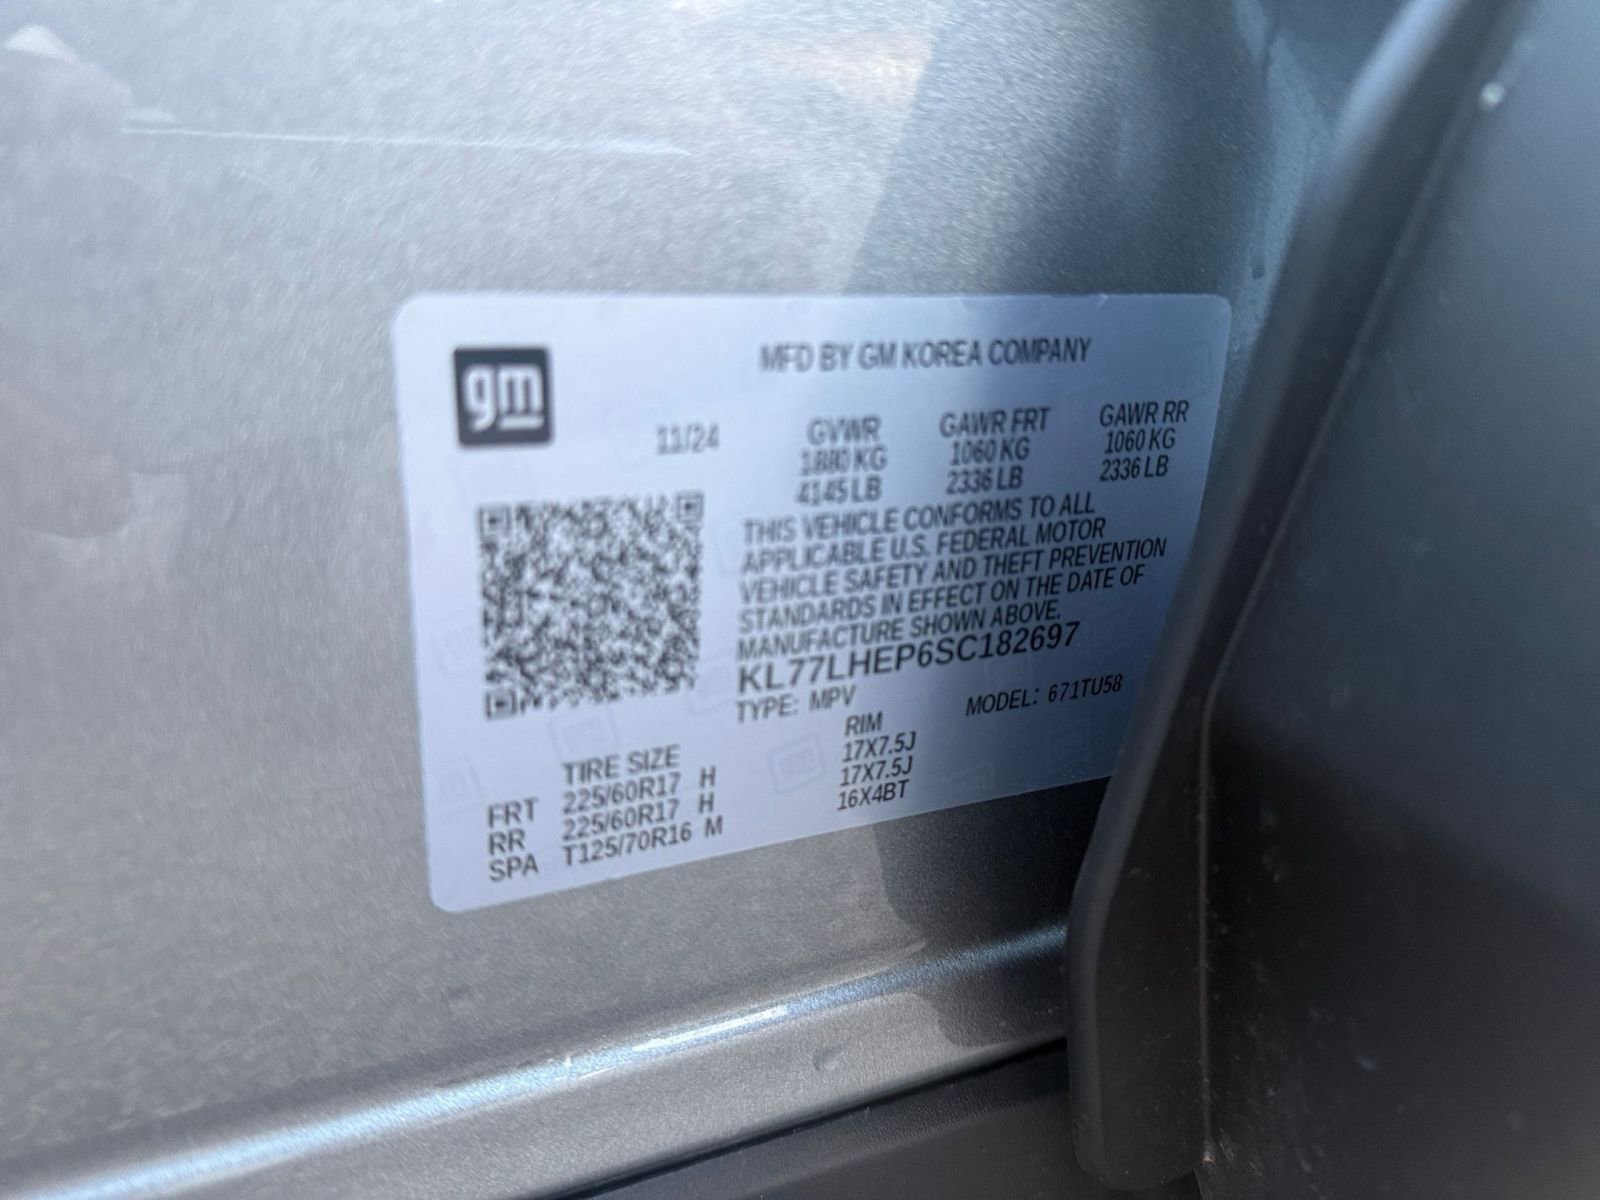 gm
MFD BY GM KOREA COMPANY
11/24
GVWR GAWR FRT GAWR RR
1880 KG 1060 KG 1060 KG
4145 LB 2336 LB 2336 LB
THIS VEHICLE CONFORMS TO ALL
APPLICABLE U.S. FEDERAL MOTOR
VEHICLE SAFETY AND THEFT PREVENTION
STANDARDS IN EFFECT ON THE DATE OF
MANUFACTURE SHOWN ABOVE.
KL77LHEP6SC182697
TYPE: MPV MODEL: 671TU58
TIRE SIZE RIM
FRT 225/60R17 H 17X7.5J
RR 225/60R17 H 17X7.5J
SPA T125/70R16 M 16X4BT